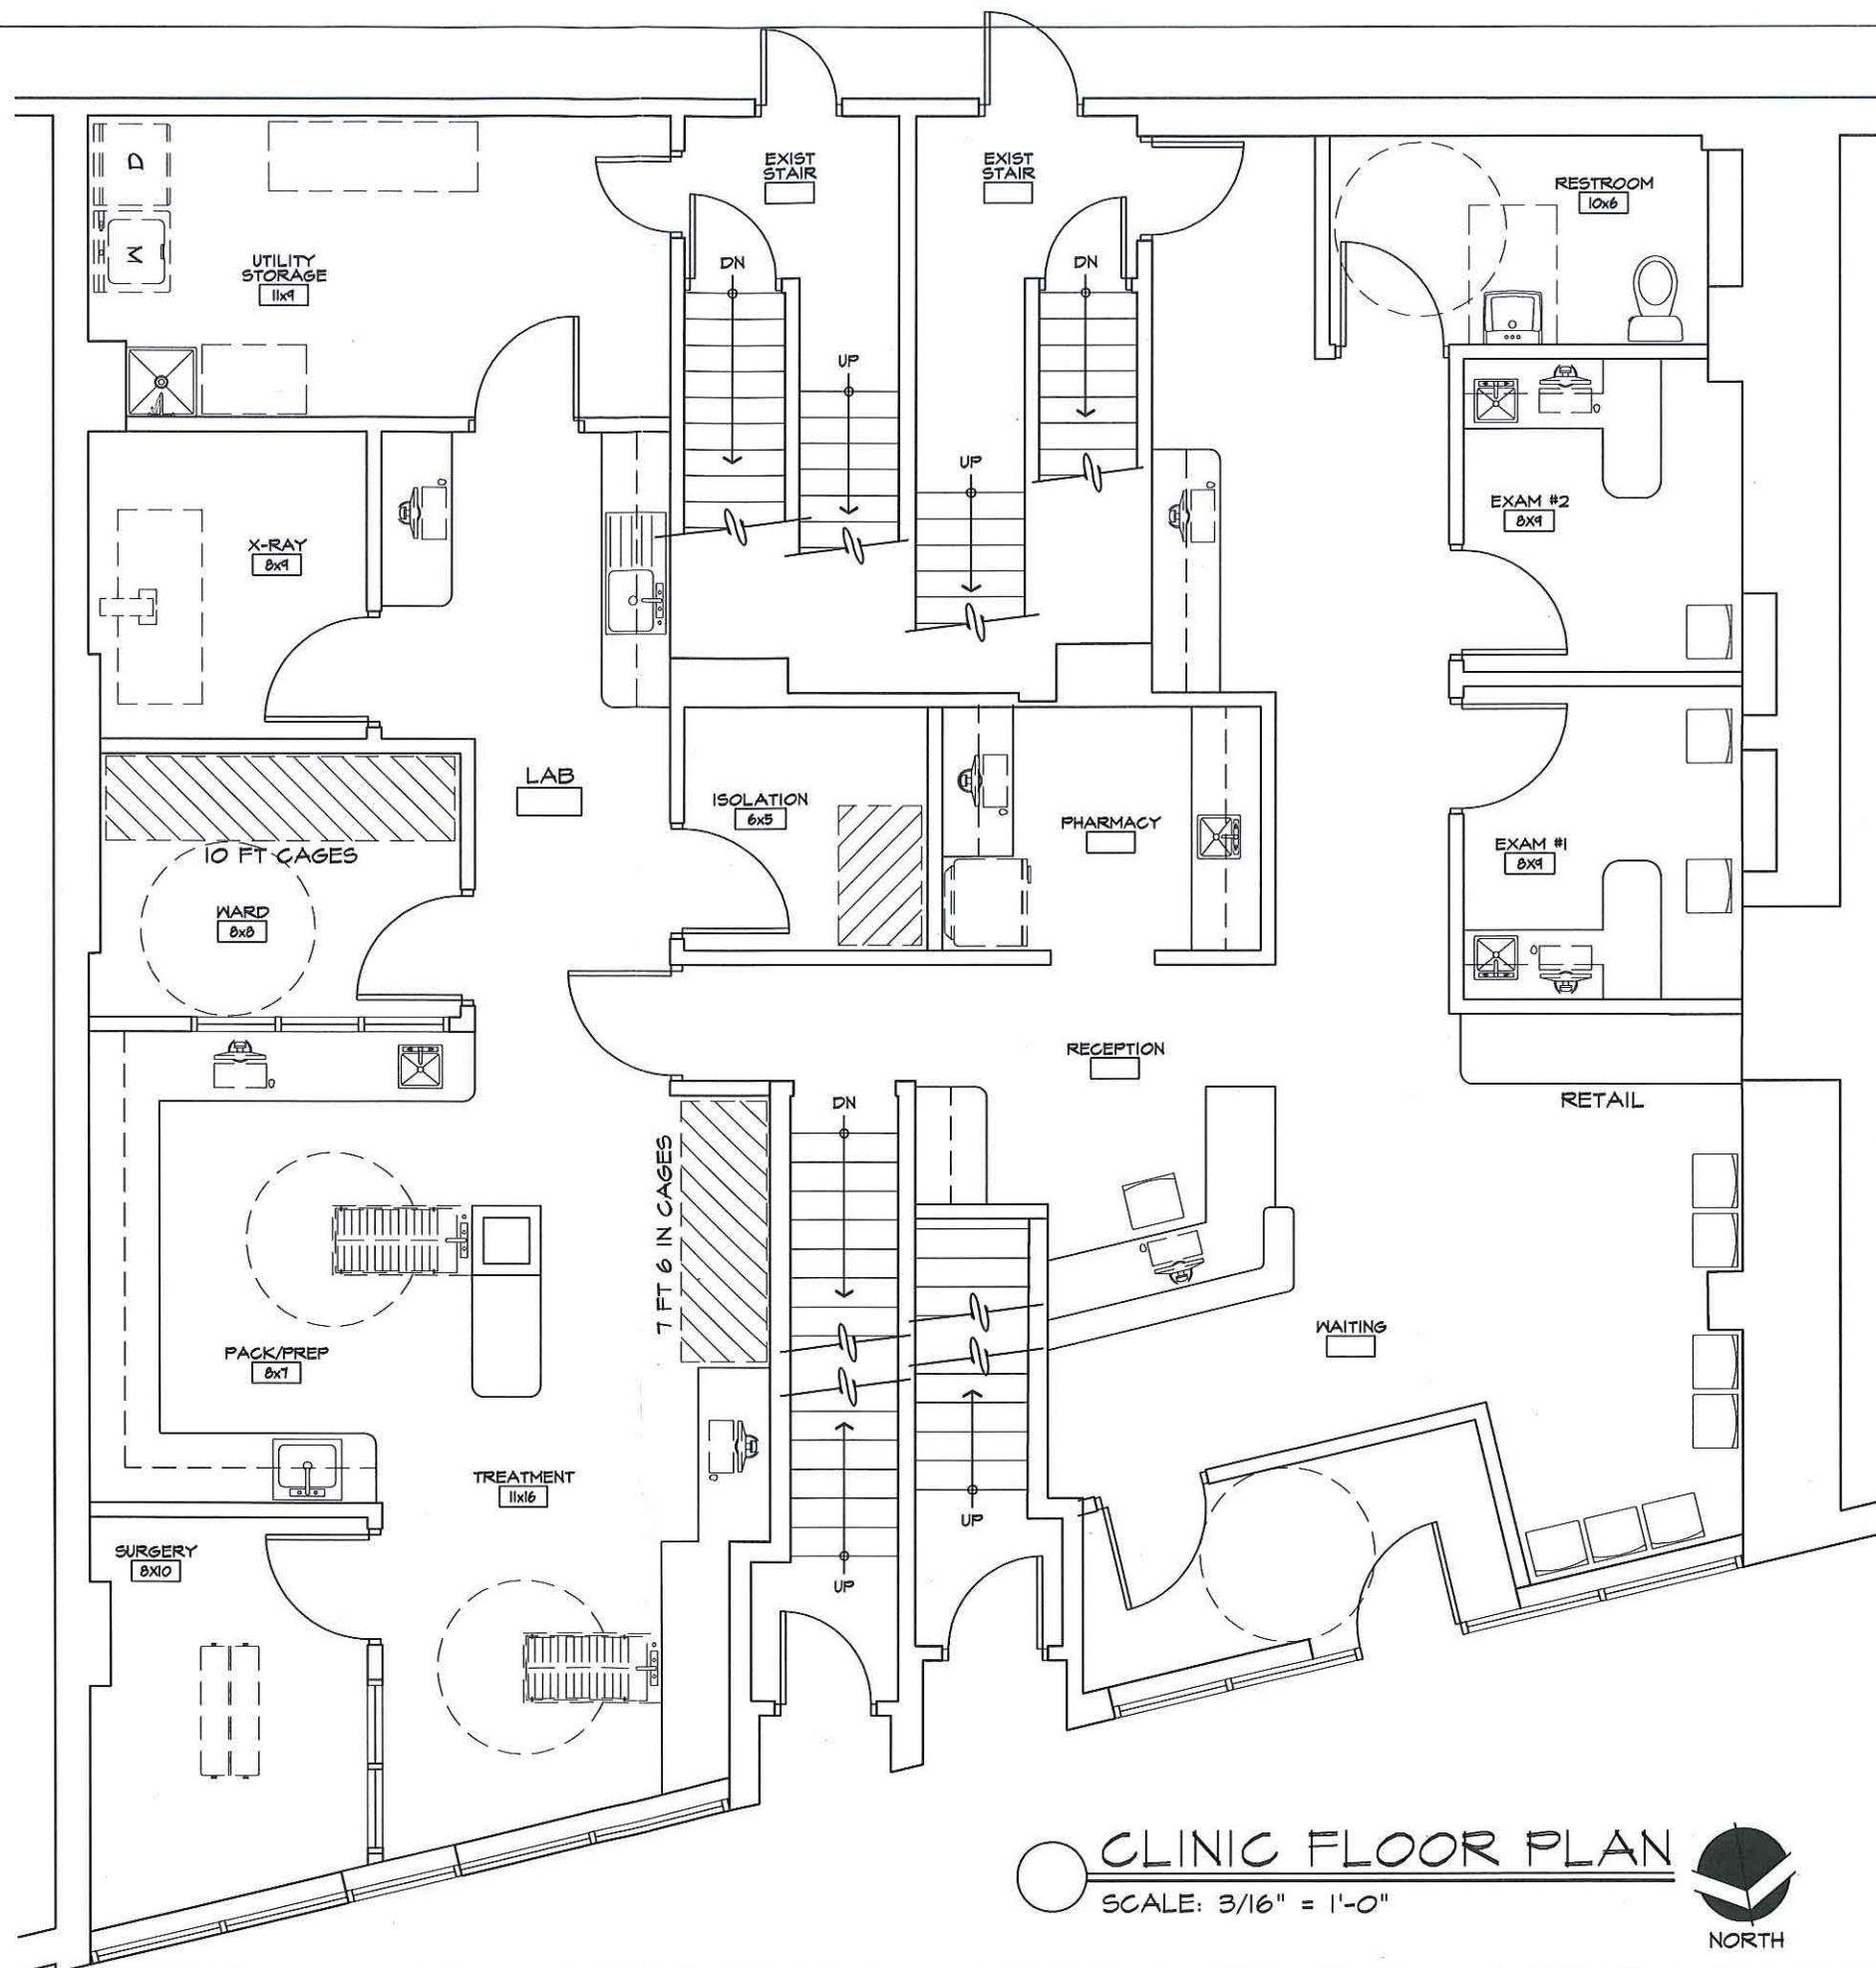 EXIST
STAIR
EXIST
STAIR
D
RESTROOM
10x6
M
UTILITY
STORAGE
11x9
DN
DN
UP
UP
EXAM #2
8X9
X-RAY
8x9
LAB
ISOLATION
6x5
PHARMACY
10 FT CAGES
EXAM #1
8X9
WARD
8x8
RECEPTION
DN
RETAIL
7 FT 6 IN CAGES
PACK/PREP
8x7
WAITING
TREATMENT
11x16
UP
SURGERY
8X10
UP
CLINIC FLOOR PLAN
SCALE: 3/16" = 1'-0"
NORTH